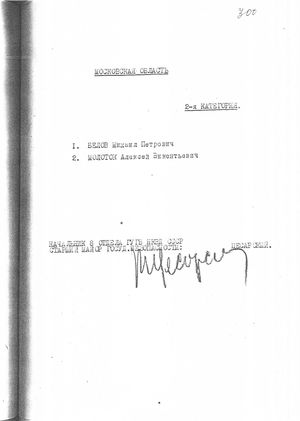 300
МОСКОВСКАЯ ОБЛАСТЬ
2-я КАТЕГОРИЯ.
1. БЕЛОВ Михаил Петрович
2. МОЛОТОК Алексей Викентьевич
НАЧАЛЬНИК 8 ОТДЕЛА ГУГБ НКВД СССР
СТАРШИЙ МАЙОР ГОСУД.БЕЗОПАСНОСТИ: ЦЕСАРСКИЙ.